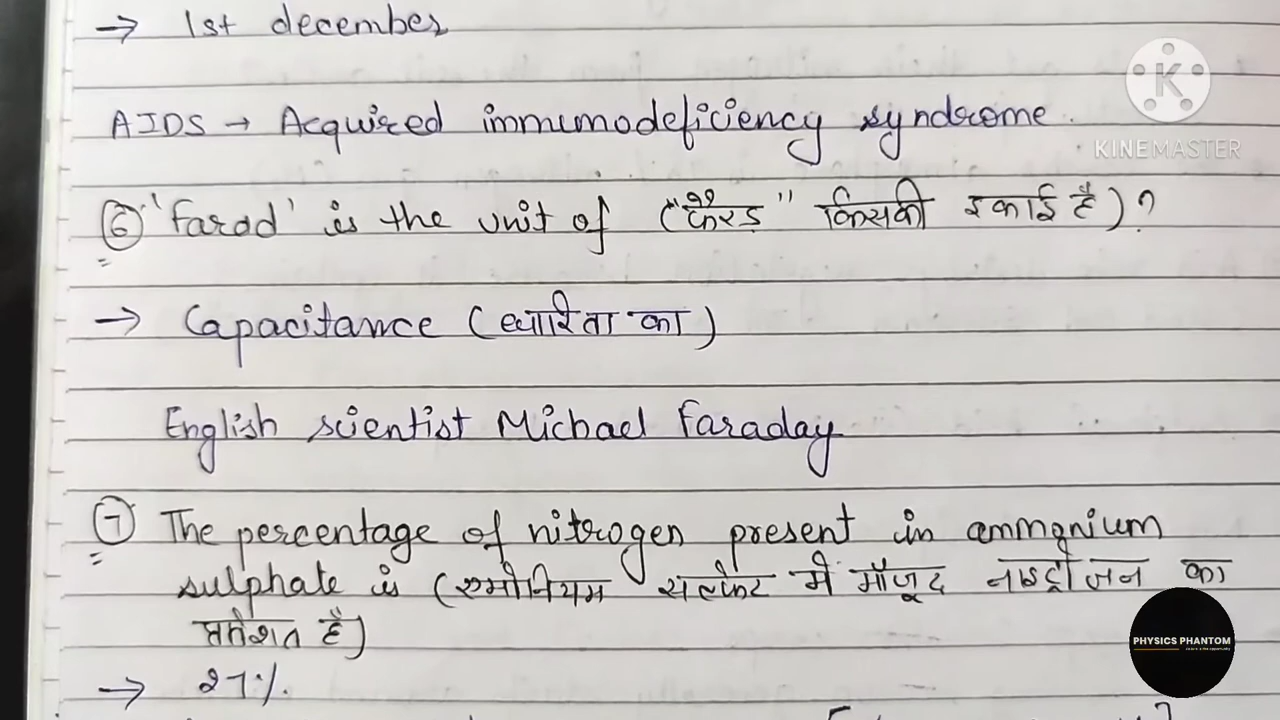 → 1st december
AIDS → Acquired immunodeficiency syndrome
KINEMASTER
⑥ 'Farad' is the unit of ("फैरड" किसकी इकाई है)?
→ Capacitance (धारिता का)
English scientist Michael Faraday
⑦ The percentage of nitrogen present in ammonium
sulphate is (एमोनियम सल्फेट में मौजूद नाइट्रोजन का
प्रतिशत है)
PHYSICS PHANTOM
→ 21%.